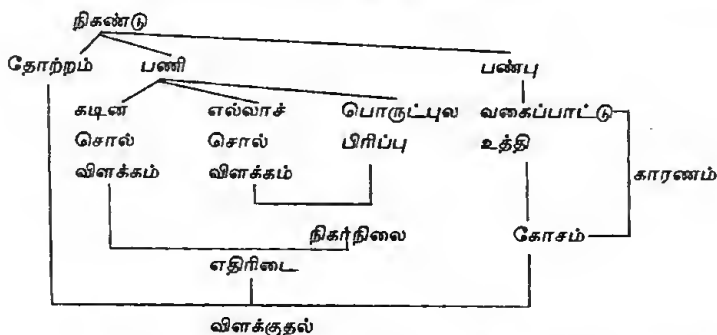 நிகண்டு
தோற்றம் பணி பண்பு
கடின எல்லாச் பொருட்புல வகைப்பாட்டு
சொல் சொல் பிரிப்பு உத்தி
விளக்கம் விளக்கம்
காரணம்
நிகர்நிலை கோசம்
எதிரிடை
விளக்குதல்